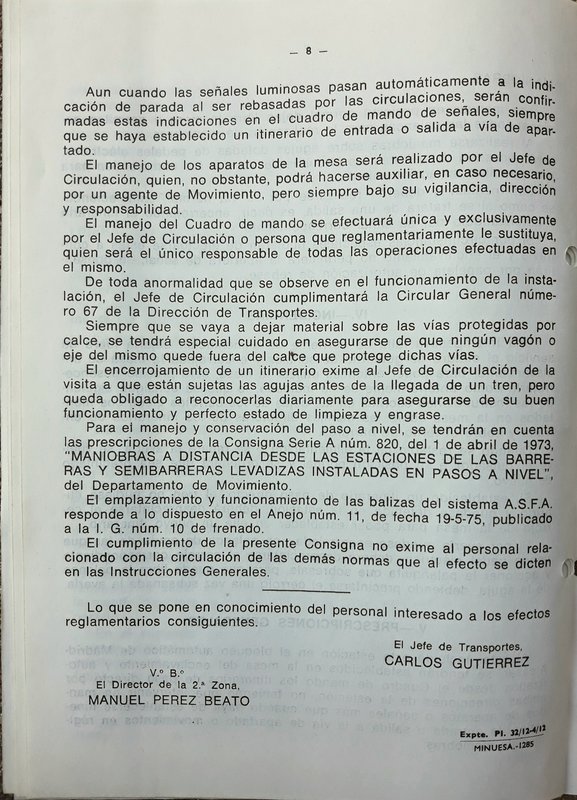 — 8 —
Aun cuando las señales luminosas pasan automáticamente a la indi-
cación de parada al ser rebasadas por las circulaciones, serán confir-
madas estas indicaciones en el cuadro de mando de señales, siempre
que se haya establecido un itinerario de entrada o salida a vía de apar-
tado.
El manejo de los aparatos de la mesa será realizado por el Jefe de
Circulación, quien, no obstante, podrá hacerse auxiliar, en caso necesario,
por un agente de Movimiento, pero siempre bajo su vigilancia, dirección
y responsabilidad.
El manejo del Cuadro de mando se efectuará única y exclusivamente
por el Jefe de Circulación o persona que reglamentariamente le sustituya,
quien será el único responsable de todas las operaciones efectuadas en
el mismo.
De toda anormalidad que se observe en el funcionamiento de la insta-
lación, el Jefe de Circulación cumplimentará la Circular General núme-
ro 67 de la Dirección de Transportes.
Siempre que se vaya a dejar material sobre las vías protegidas por
calce, se tendrá especial cuidado en asegurarse de que ningún vagón o
eje del mismo quede fuera del calce que protege dichas vías.
El encerrojamiento de un itinerario exime al Jefe de Circulación de la
visita a que están sujetas las agujas antes de la llegada de un tren, pero
queda obligado a reconocerlas diariamente para asegurarse de su buen
funcionamiento y perfecto estado de limpieza y engrase.
Para el manejo y conservación del paso a nivel, se tendrán en cuenta
las prescripciones de la Consigna Serie A núm. 820, del 1 de abril de 1973,
"MANIOBRAS A DISTANCIA DESDE LAS ESTACIONES DE LAS BARRE-
RAS Y SEMIBARRERAS LEVADIZAS INSTALADAS EN PASOS A NIVEL",
del Departamento de Movimiento.
El emplazamiento y funcionamiento de las balizas del sistema A.S.F.A.
responde a lo dispuesto en el Anejo núm. 11, de fecha 19-5-75, publicado
a la I. G. núm. 10 de frenado.
El cumplimiento de la presente Consigna no exime al personal rela-
cionado con la circulación de las demás normas que al efecto se dicten
en las Instrucciones Generales.
Lo que se pone en conocimiento del personal interesado a los efectos
reglamentarios consiguientes.
El Jefe de Transportes,
CARLOS GUTIERREZ
V.º B.º
El Director de la 2.ª Zona,
MANUEL PEREZ BEATO
Expte. Pl. 32/12-4/12
MINUESA.-1285